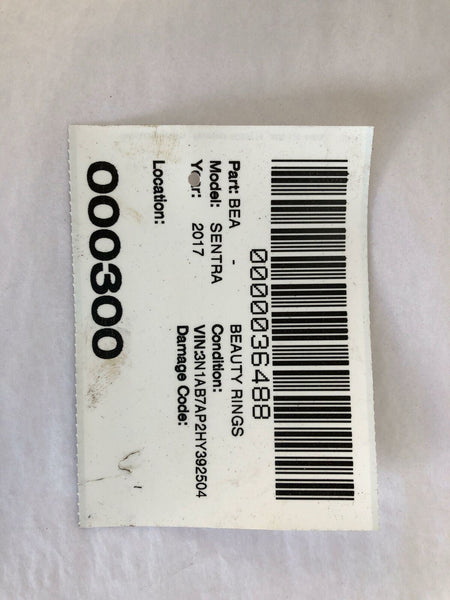 0000036488
Part: BEA - BEAUTY RINGS
Model: SENTRA Condition:
Year: 2017 VIN:3N1AB7AP2HY392504
Damage Code:
Location:
000300